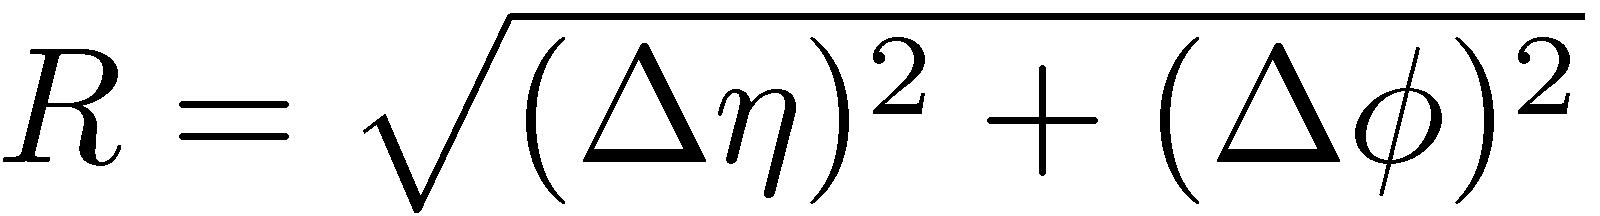 R = √((Δη)² + (Δϕ)²)